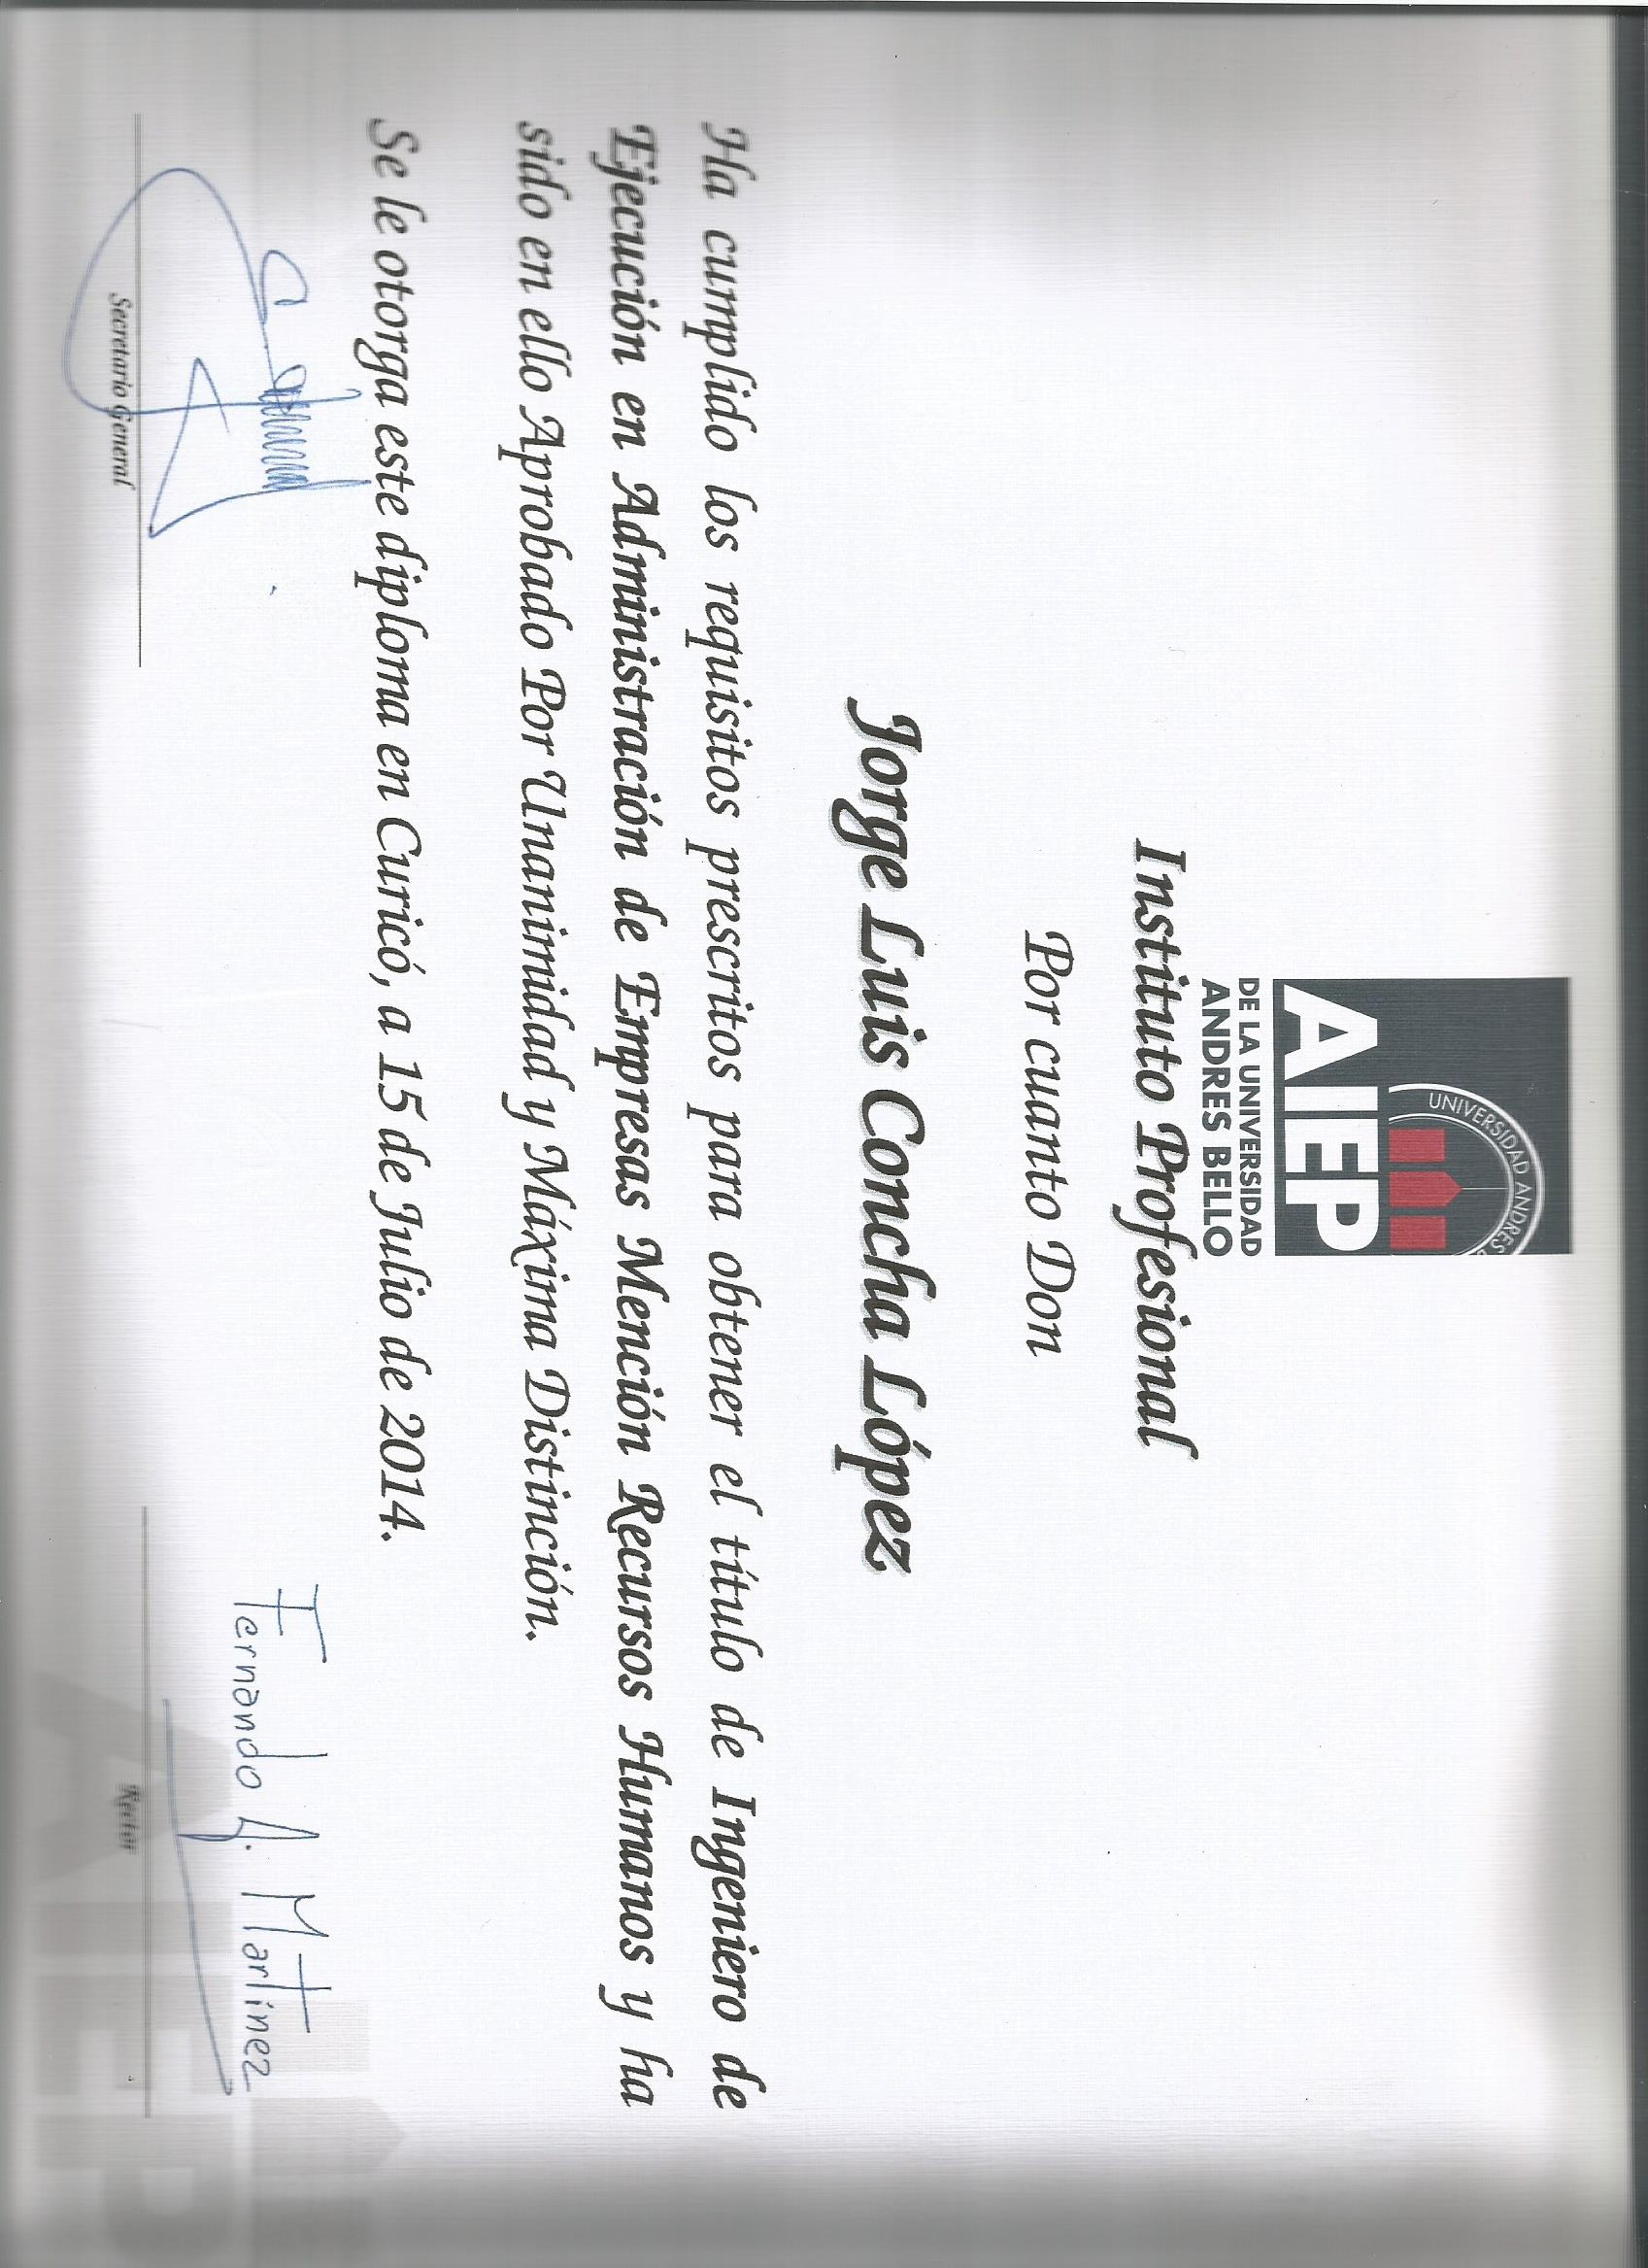 UNIVERSIDAD ANDRES
AIEP
DE LA UNIVERSIDAD
ANDRES BELLO
Instituto Profesional
Por cuanto Don
Jorge Luis Concha López
Ha cumplido los requisitos prescritos para obtener el título de Ingeniero de
Ejecución en Administración de Empresas Mención Recursos Humanos y ha
sido en ello Aprobado Por Unanimidad y Máxima Distinción.
Se le otorga este diploma en Curicó, a 15 de Julio de 2014.
Fernando J. Martínez
Secretario General
Rector
AIEP